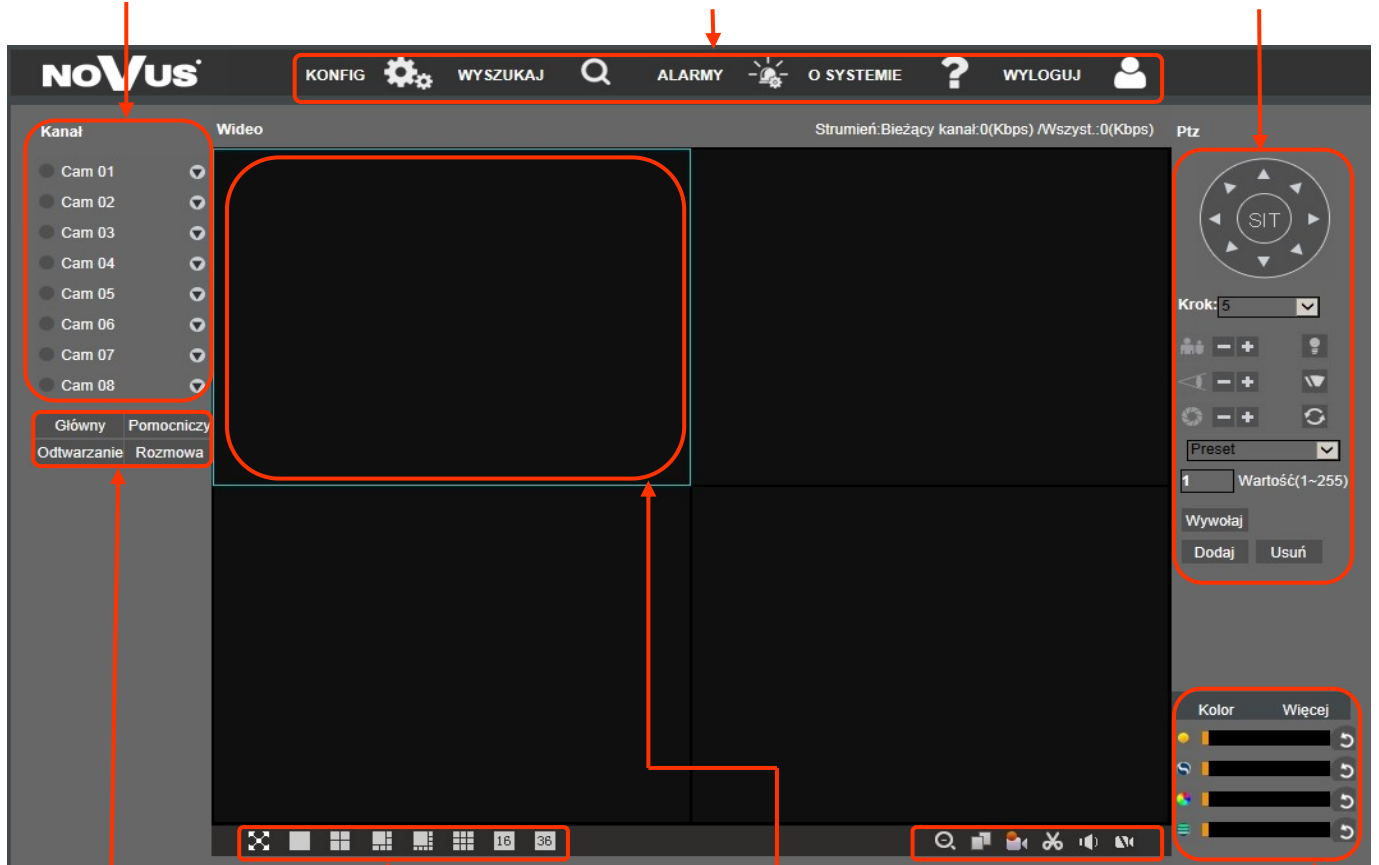 NOVUS
KONFIG WYSZUKAJ ALARMY O SYSTEMIE ? WYLOGUJ
Kanał
Wideo
Strumień:Bieżący kanał:0(Kbps) /Wszyst.:0(Kbps)
Ptz
Cam 01
Cam 02
Cam 03
Cam 04
Cam 05
Cam 06
Cam 07
Cam 08
Główny Pomocniczy
Odtwarzanie Rozmowa
SIT
Krok: 5
Preset
1 Wartość(1~255)
Wywołaj
Dodaj Usuń
Kolor Więcej
16 36